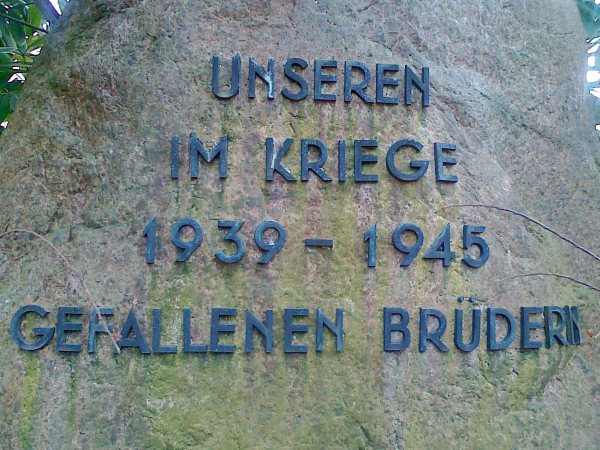 UNSEREN
IM KRIEGE
1939 – 1945
GEFALLENEN BRÜDERN